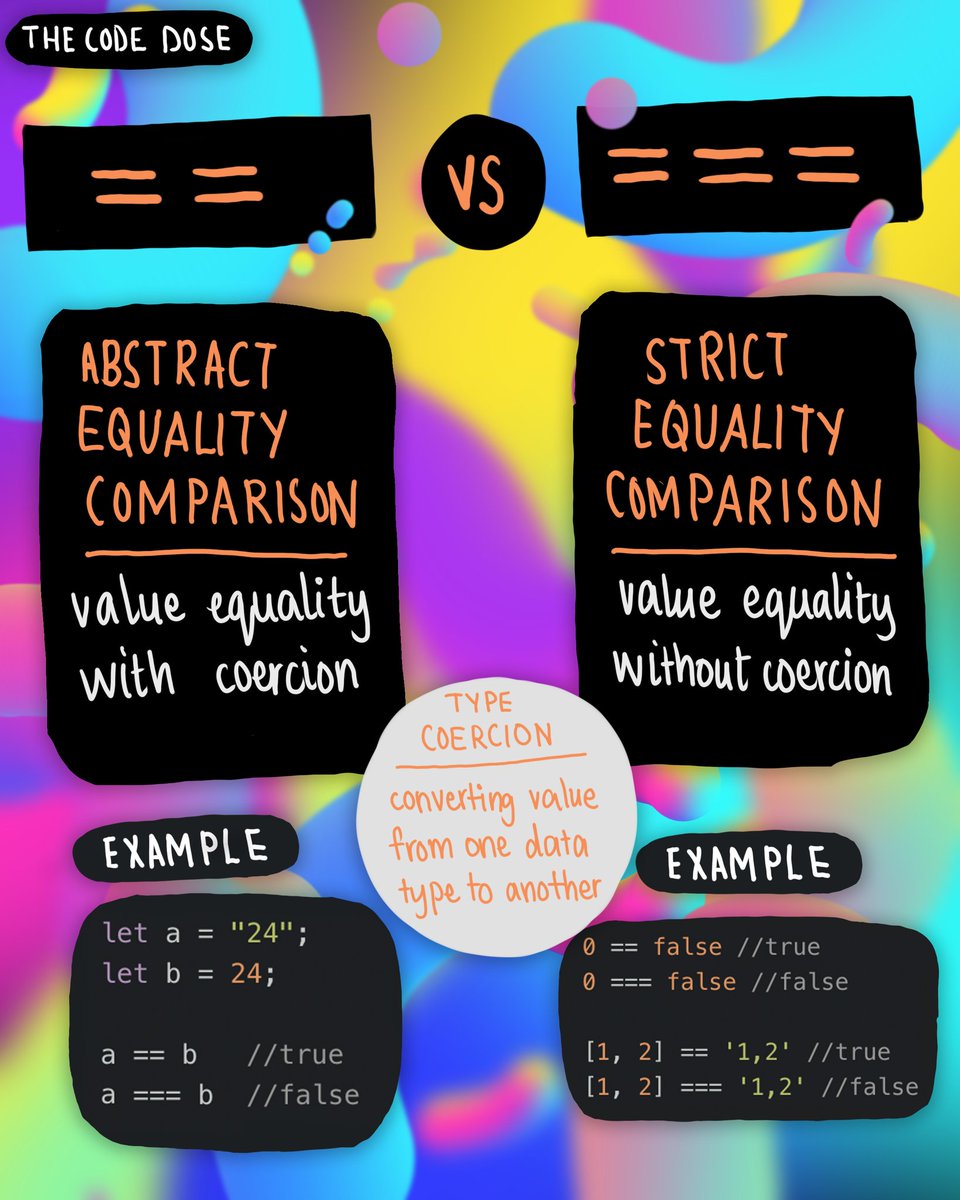 THE CODE DOSE
==
VS
===
ABSTRACT
EQUALITY
COMPARISON
value equality
with coercion
STRICT
EQUALITY
COMPARISON
value equality
without coercion
TYPE
COERCION
converting value
from one data
type to another
EXAMPLE
let a = "24";
let b = 24;
a == b //true
a === b //false
EXAMPLE
0 == false //true
0 === false //false
[1, 2] == '1,2' //true
[1, 2] === '1,2' //false